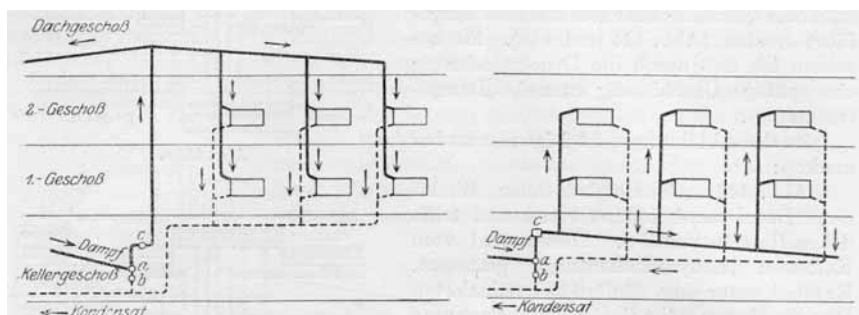 Dachgeschoß
2.-Geschoß
1.-Geschoß
c
Dampf
a
b
Kellergeschoß
Kondensat
c
Dampf
a
b
Kondensat